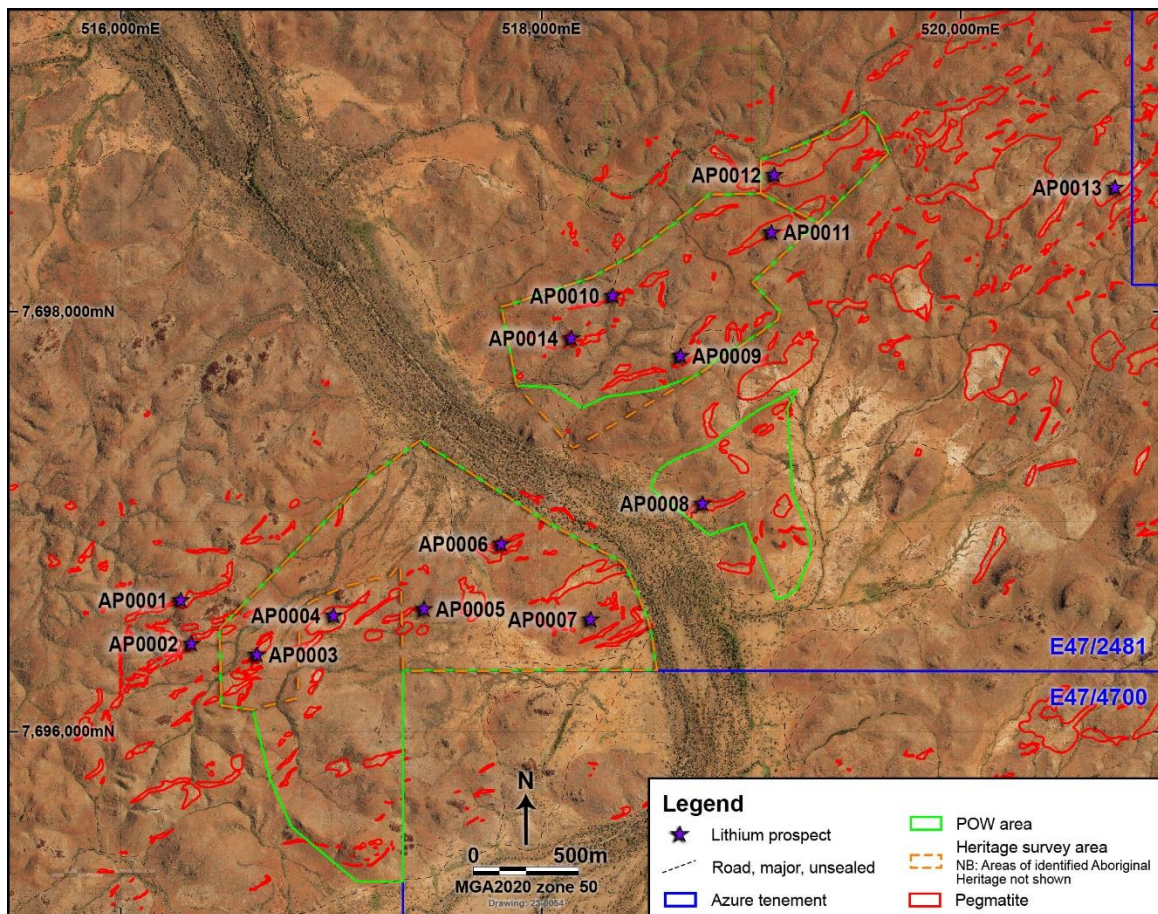 516,000mE
518,000mE
520,000mE
AP0012
AP0013
AP0011
AP0010
7,698,000mN
AP0014
AP0009
AP0008
AP0006
AP0001
AP0005
AP0004
AP0007
AP0002
AP0003
E47/2481
E47/4700
7,696,000mN
N
0 500m
MGA2020 zone 50
Drawing: 23-0054
Legend
Lithium prospect
Road, major, unsealed
Azure tenement
POW area
Heritage survey area
NB: Areas of identified Aboriginal
Heritage not shown
Pegmatite